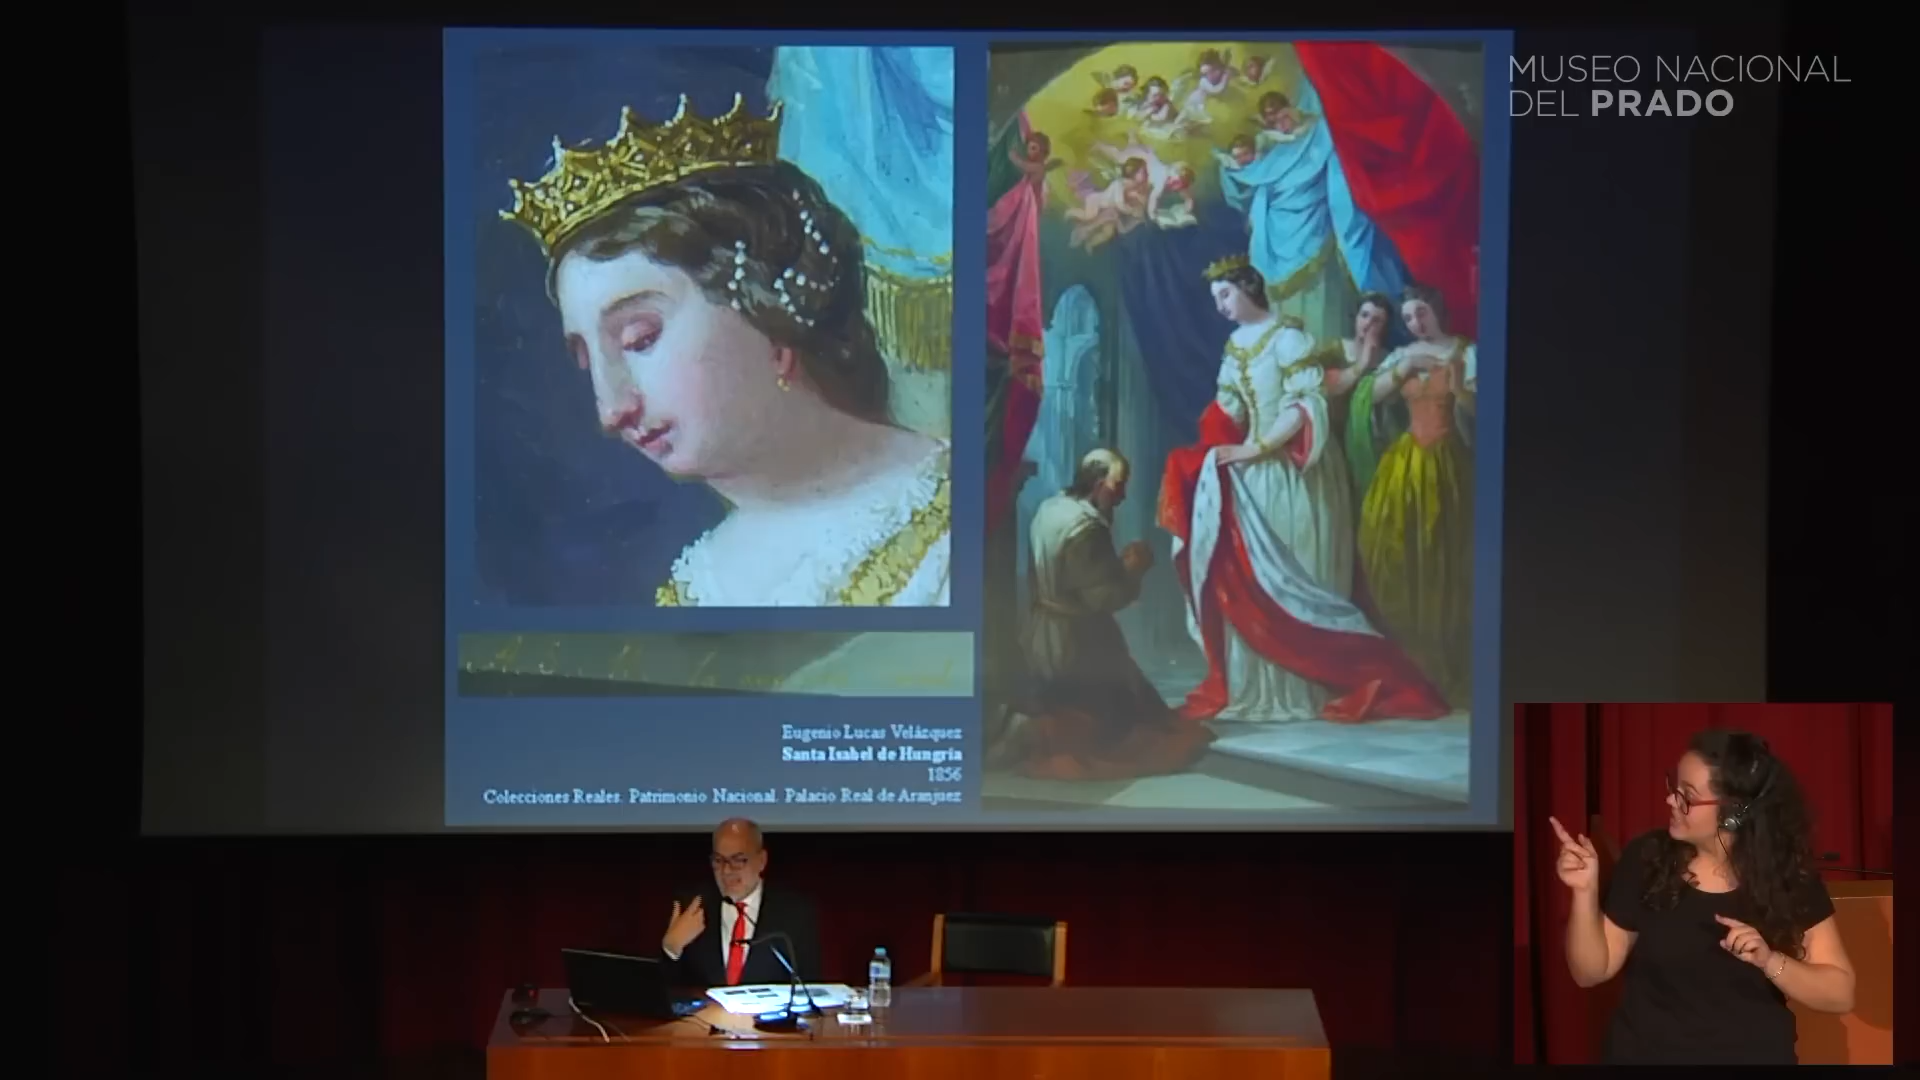 MUSEO NACIONAL
DEL PRADO
Eugenio Lucas Velázquez
Santa Isabel de Hungría
1856
Colecciones Reales. Patrimonio Nacional. Palacio Real de Aranjuez